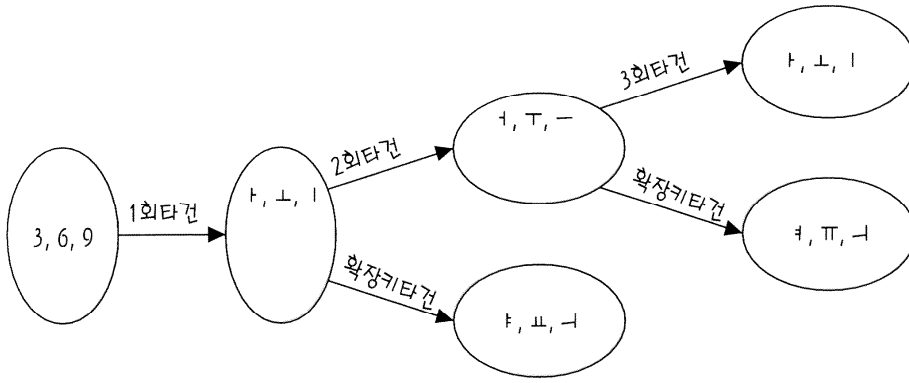 3, 6, 9
1회타건
ㅏ, ㅗ, ㅣ
2회타건
ㅓ, ㅜ, ㅡ
3회타건
ㅏ, ㅗ, ㅣ
확장키타건
ㅕ, ㅠ, ㅢ
확장키타건
ㅑ, ㅛ, ㅢ